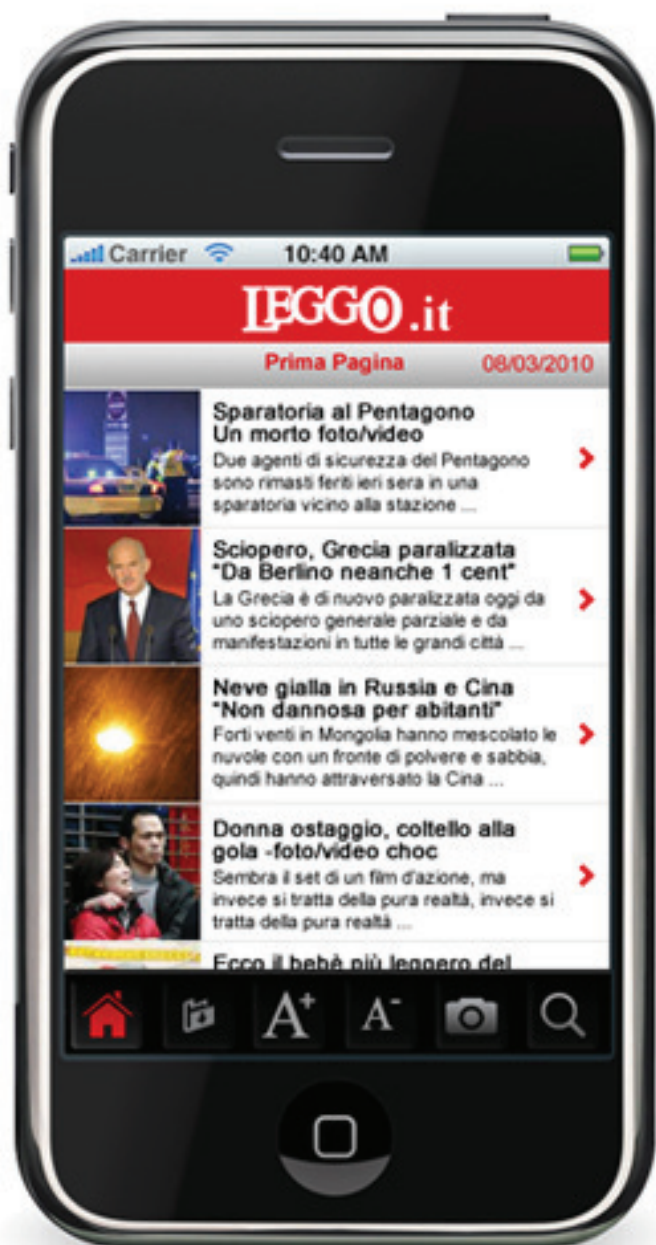 Carrier 10:40 AM
LEGGO.it
Prima Pagina 08/03/2010
Sparatoria al Pentagono
Un morto foto/video
Due agenti di sicurezza del Pentagono
sono rimasti feriti ieri sera in una
sparatoria vicino alla stazione ...
Sciopero, Grecia paralizzata
"Da Berlino neanche 1 cent"
La Grecia è di nuovo paralizzata oggi da
uno sciopero generale parziale e da
manifestazioni in tutte le grandi città ...
Neve gialla in Russia e Cina
"Non dannosa per abitanti"
Forti venti in Mongolia hanno mescolato le
nuvole con un fronte di polvere e sabbia,
quindi hanno attraversato la Cina ...
Donna ostaggio, coltello alla
gola -foto/video choc
Sembra il set di un film d'azione, ma
invece si tratta della pura realtà, invece si
tratta della pura realtà ...
Ecco il bebè più leggero del
A+ A-